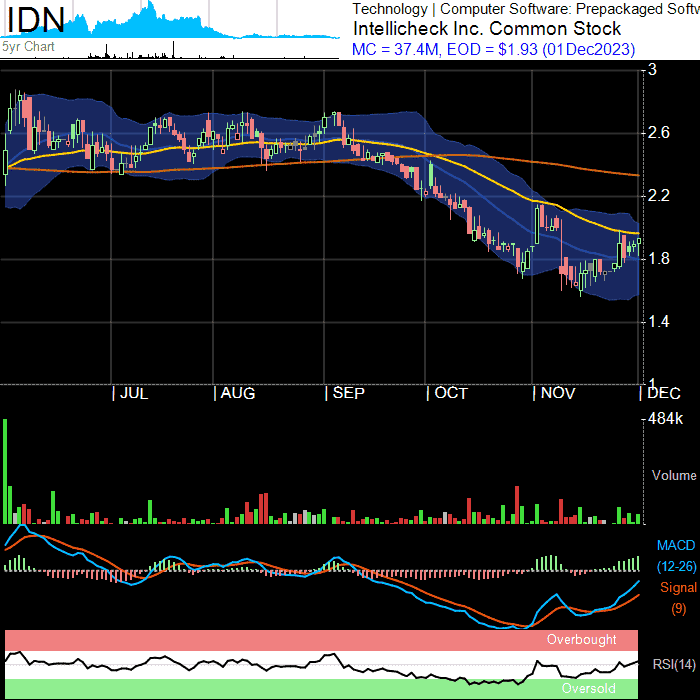 IDN
5yr Chart
Technology | Computer Software: Prepackaged Softw
Intellicheck Inc. Common Stock
MC = 37.4M, EOD = $1.93 (01Dec2023)
3
2.6
2.2
1.8
1.4
1
JUL AUG SEP OCT NOV DEC
484k
Volume
MACD
(12-26)
Signal
(9)
Overbought
RSI(14)
Oversold